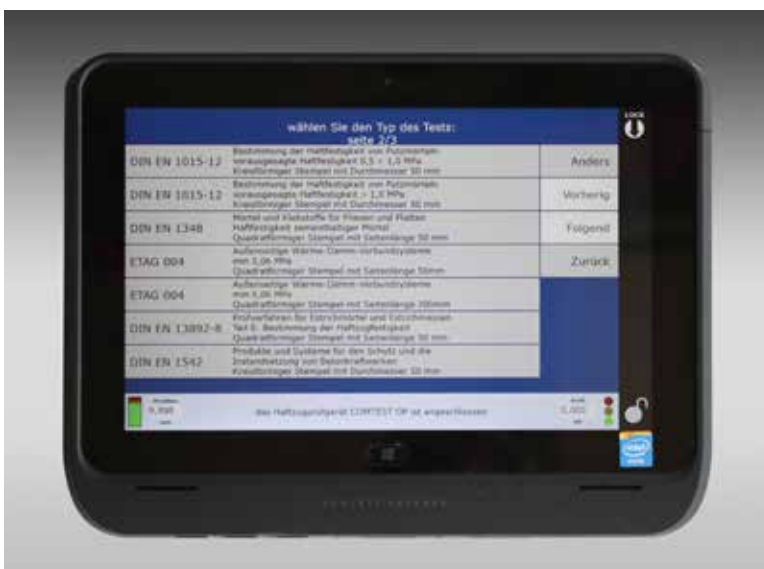 wählen Sie den Typ des Tests:
seite 2/3
LOCK
DIN EN 1015-12
Bestimmung der Haftfestigkeit von Putzmörteln
vorausgesagte Haftfestigkeit 0,5 ÷ 1,0 MPa
Kreisförmiger Stempel mit Durchmesser 50 mm
Anders
DIN EN 1015-12
Bestimmung der Haftfestigkeit von Putzmörteln
vorausgesagte Haftfestigkeit > 1,0 MPa
Kreisförmiger Stempel mit Durchmesser 50 mm
Vorherig
DIN EN 1348
Mörtel und Klebstoffe für Fliesen und Platten
Haftfestigkeit zementhaltiger Mörtel
Quadratförmiger Stempel mit Seitenlänge 50 mm
Folgend
ETAG 004
Außenseitige Wärme-Dämm-Verbundsysteme
min 0,06 MPa
Quadratförmiger Stempel mit Seitenlänge 50mm
Zurück
ETAG 004
Außenseitige Wärme-Dämm-Verbundsysteme
min 0,06 MPa
Quadratförmiger Stempel mit Seitenlänge 200mm
DIN EN 13892-8
Prüfverfahren für Estrichmörtel und Estrichmassen
Teil 8: Bestimmung der Haftzugfestigkeit
Quadratförmiger Stempel mit Seitenlänge 50 mm
DIN EN 1542
Produkte und Systeme für den Schutz und die
Instandsetzung von Betontragwerken
Kreisförmiger Stempel mit Durchmesser 50 mm
das Haftzugprüfgerät COMTEST OP ist angeschlossen
0,000
intel